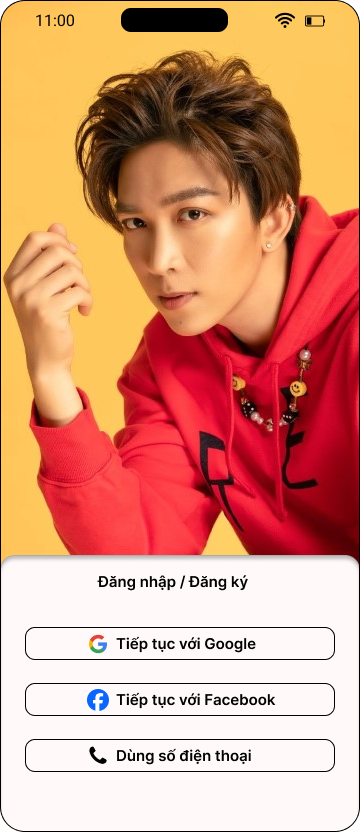 11:00
Đăng nhập / Đăng ký
Tiếp tục với Google
Tiếp tục với Facebook
Dùng số điện thoại